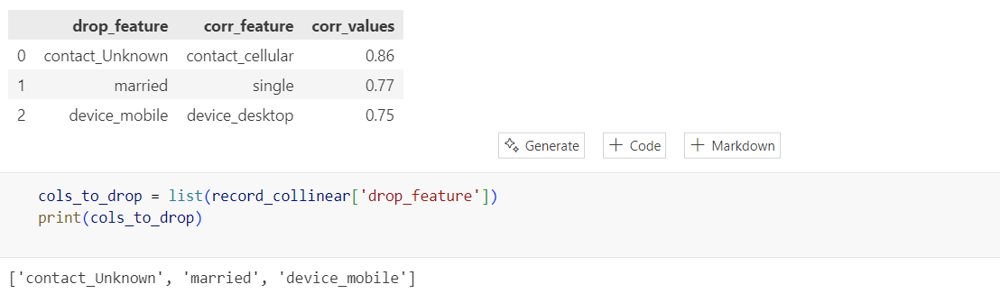 drop_feature corr_feature corr_values
0 contact_Unknown contact_cellular 0.86
1 married single 0.77
2 device_mobile device_desktop 0.75
Generate + Code + Markdown
cols_to_drop = list(record_collinear['drop_feature'])
print(cols_to_drop)
['contact_Unknown', 'married', 'device_mobile']